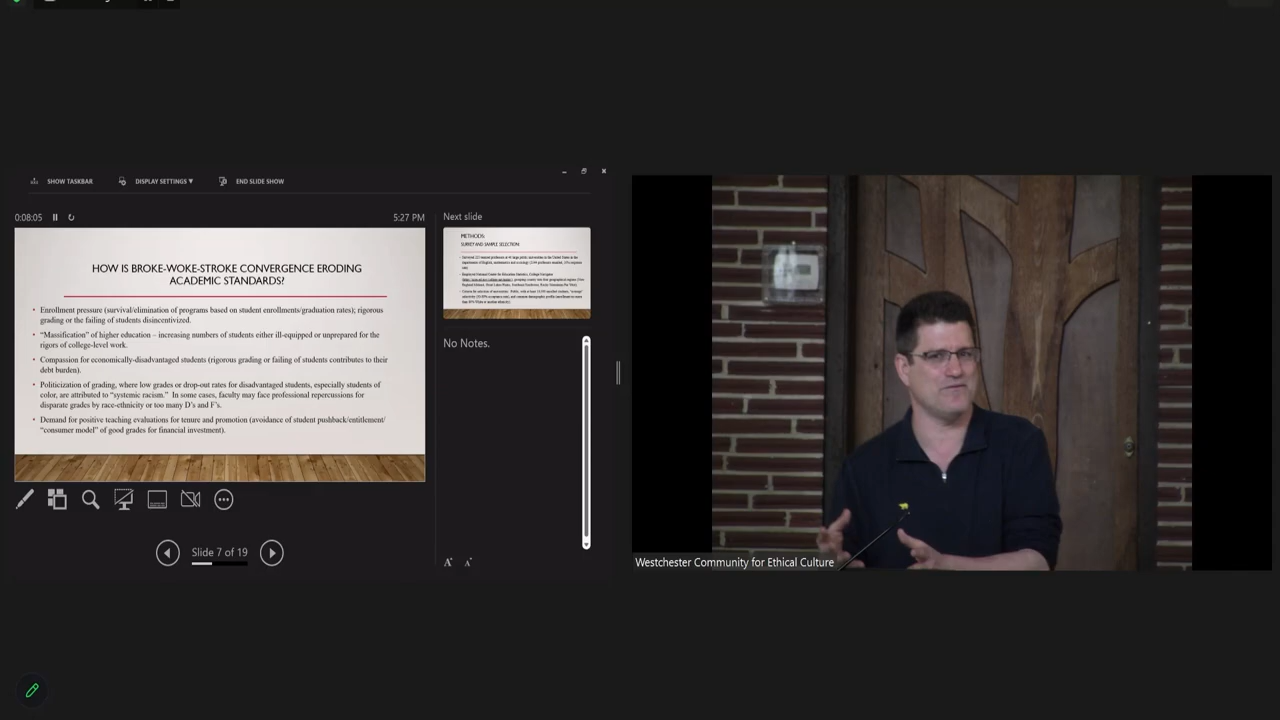 SHOW TASKBAR
DISPLAY SETTINGS ▼
END SLIDE SHOW
0:08:05
5:27 PM
HOW IS BROKE-WOKE-STROKE CONVERGENCE ERODING
ACADEMIC STANDARDS?
• Enrollment pressure (survival/elimination of programs based on student enrollments/graduation rates); rigorous
grading or the failing of students disincentivized.
• “Massification” of higher education – increasing numbers of students either ill-equipped or unprepared for the
rigors of college-level work.
• Compassion for economically-disadvantaged students (rigorous grading or failing of students contributes to their
debt burden).
• Politicization of grading, where low grades or drop-out rates for disadvantaged students, especially students of
color, are attributed to “systemic racism.” In some cases, faculty may face professional repercussions for
disparate grades by race-ethnicity or too many D’s and F’s.
• Demand for positive teaching evaluations for tenure and promotion (avoidance of student pushback/entitlement/
“consumer model” of good grades for financial investment).
Slide 7 of 19
Next slide
METHODS:
SURVEY AND SAMPLE SELECTION
No Notes.
A A
Westchester Community for Ethical Culture